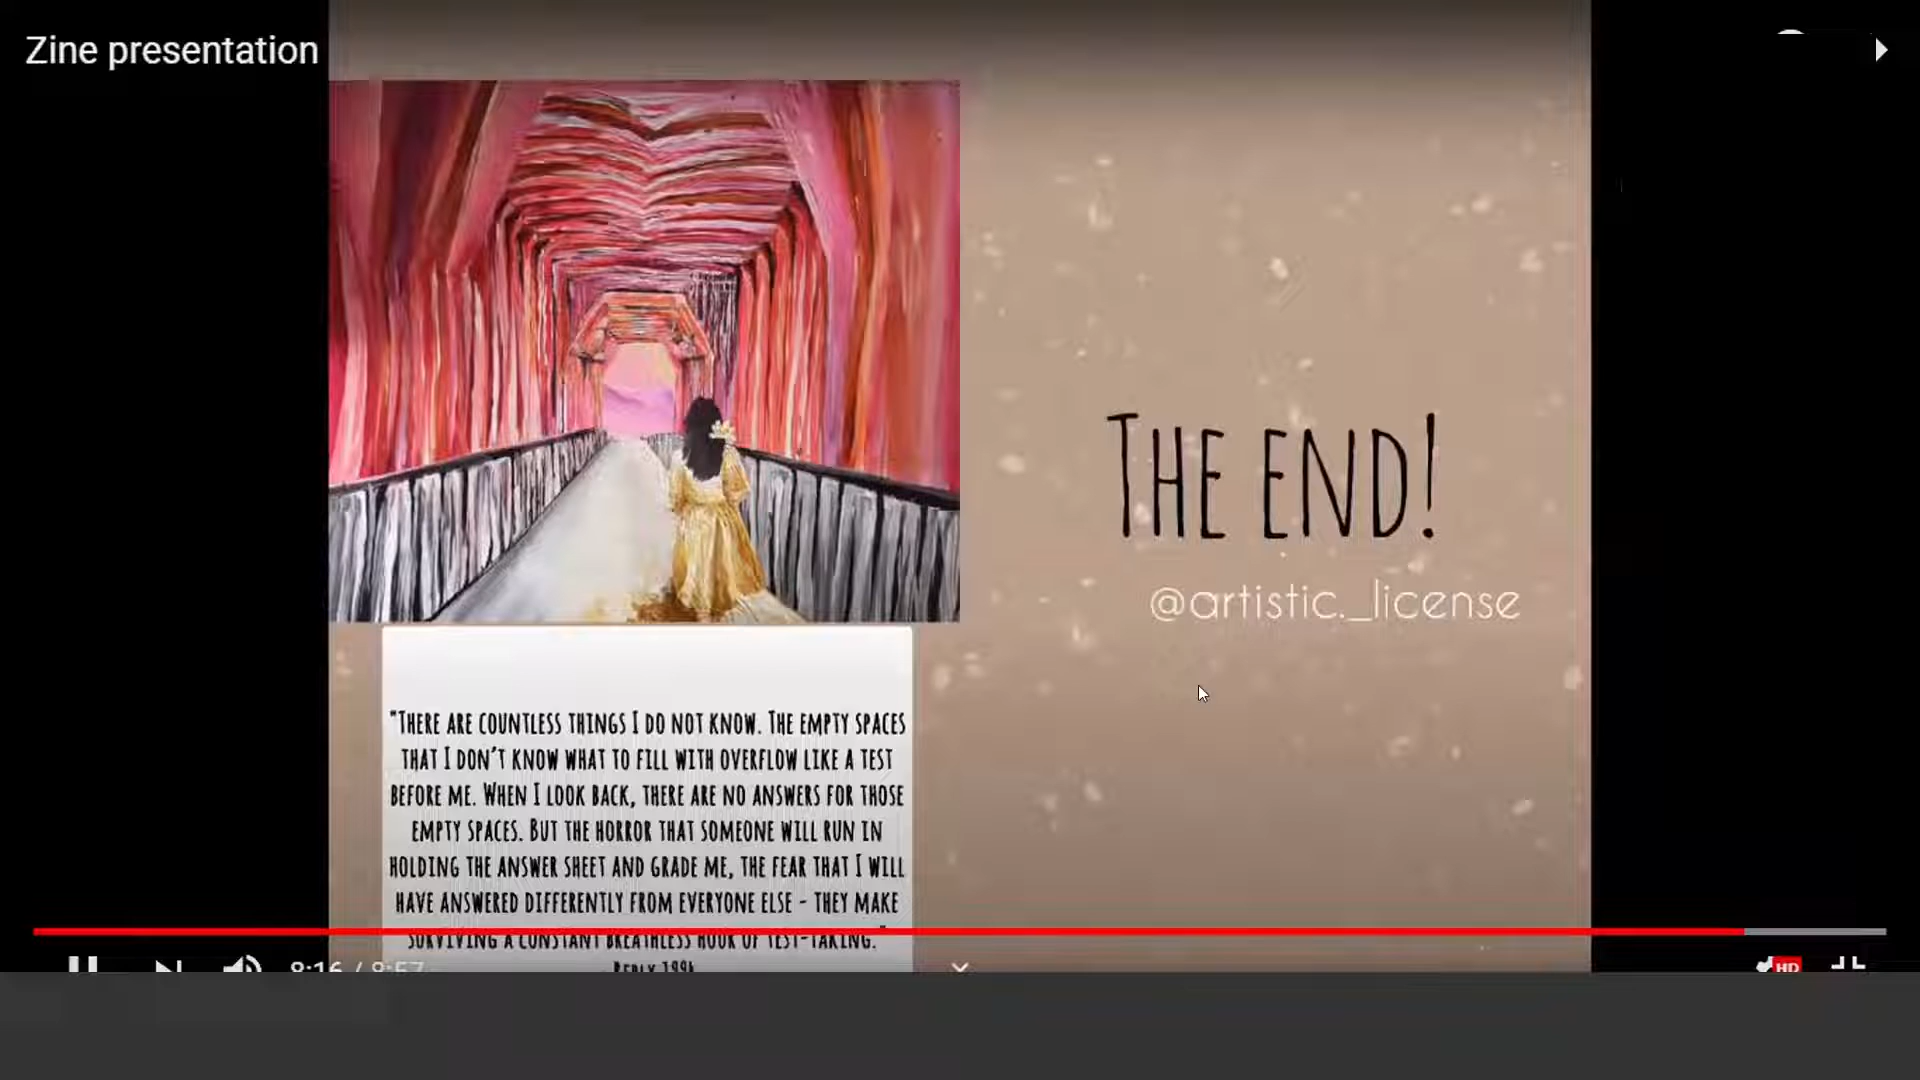 Zine presentation
THE END!
@artistic._license
"THERE ARE COUNTLESS THINGS I DO NOT KNOW. THE EMPTY SPACES
THAT I DON'T KNOW WHAT TO FILL WITH OVERFLOW LIKE A TEST
BEFORE ME. WHEN I LOOK BACK, THERE ARE NO ANSWERS FOR THOSE
EMPTY SPACES. BUT THE HORROR THAT SOMEONE WILL RUN IN
HOLDING THE ANSWER SHEET AND GRADE ME, THE FEAR THAT I WILL
HAVE ANSWERED DIFFERENTLY FROM EVERYONE ELSE - THEY MAKE
SURVIVING A CONSTANT BREATHLESS HOUR OF TEST-TAKING."
8:16 / 8:57
HD